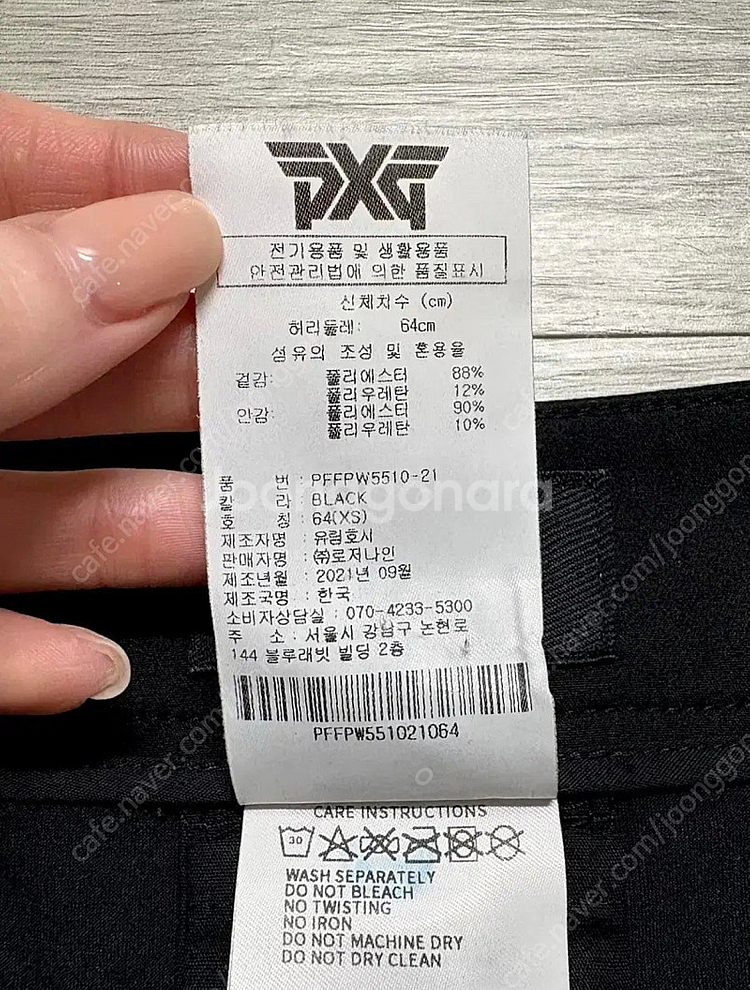 PXG
전기용품 및 생활용품
안전관리법에 의한 품질표시
신체치수 (cm)
허리둘레: 64cm
섬유의 조성 및 혼용율
겉감: 폴리에스터 88%
폴리우레탄 12%
안감: 폴리에스터 90%
폴리우레탄 10%
품 번 : PFFPW5510-21
칼 라 : BLACK
호 칭 : 64(XS)
제조자명 : 유림호시
판매자명 : ㈜로저나인
제조년월 : 2021년 09월
제조국명 : 한국
소비자상담실 : 070-4233-5300
주 소 : 서울시 강남구 논현로
144 블루래빗 빌딩 2층
PFFPW551021064
CARE INSTRUCTIONS
30
WASH SEPARATELY
DO NOT BLEACH
NO TWISTING
NO IRON
DO NOT MACHINE DRY
DO NOT DRY CLEAN
joonggonara
cafe.naver.com/joonggonara